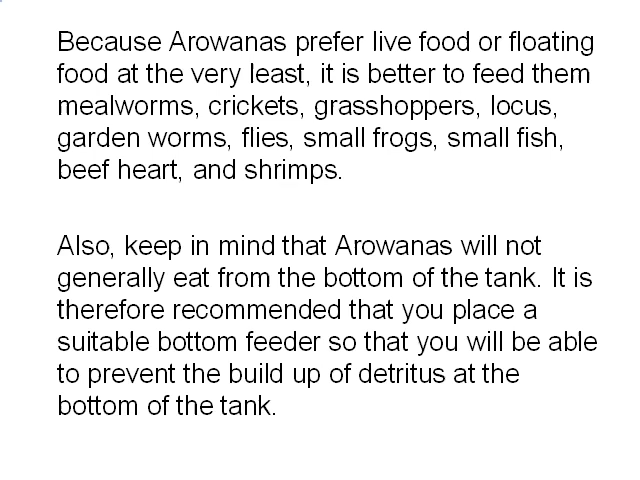 Because Arowanas prefer live food or floating
food at the very least, it is better to feed them
mealworms, crickets, grasshoppers, locus,
garden worms, flies, small frogs, small fish,
beef heart, and shrimps.
Also, keep in mind that Arowanas will not
generally eat from the bottom of the tank. It is
therefore recommended that you place a
suitable bottom feeder so that you will be able
to prevent the build up of detritus at the
bottom of the tank.